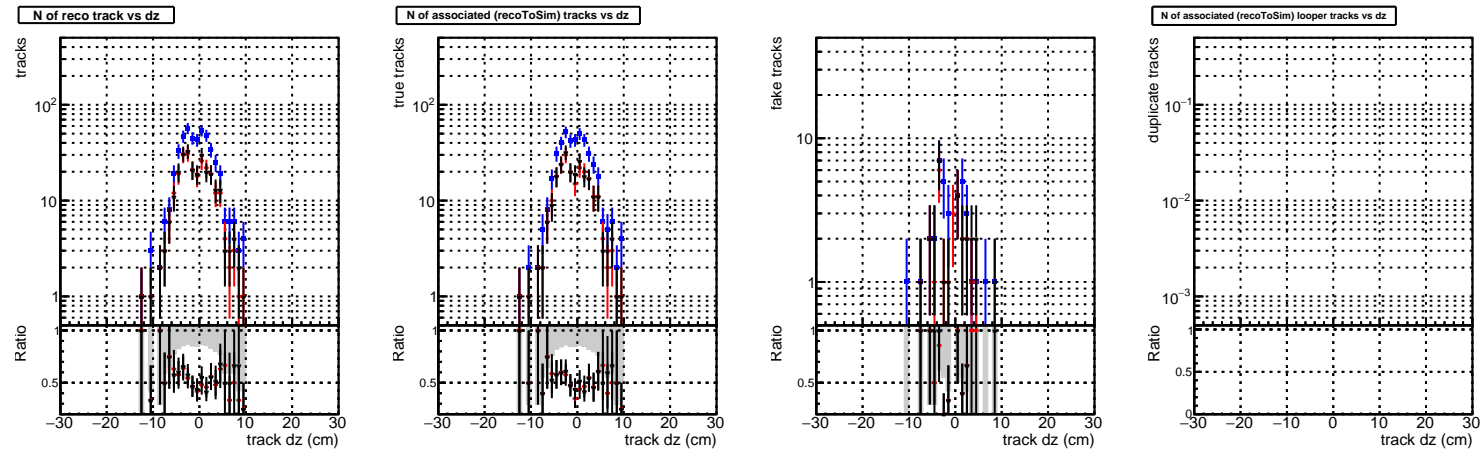 N of reco track vs dz
tracks
10²
10
1
Ratio
1
0.5
−30 −20 −10 0 10 20 30
track dz (cm)
N of associated (recoToSim) tracks vs dz
true tracks
10²
10
1
Ratio
1
0.5
−30 −20 −10 0 10 20 30
track dz (cm)
fake tracks
10
1
Ratio
1
0.5
−30 −20 −10 0 10 20 30
track dz (cm)
N of associated (recoToSim) looper tracks vs dz
duplicate tracks
10⁻¹
10⁻²
10⁻³
Ratio
1
0.5
0
−30 −20 −10 0 10 20 30
track dz (cm)